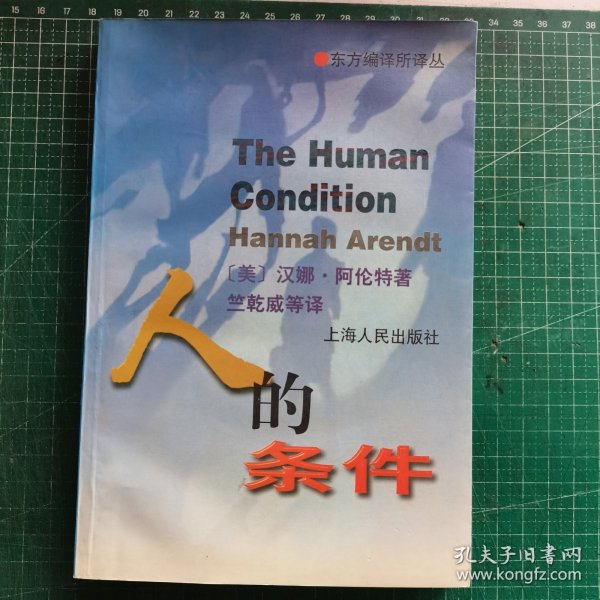 15 16 17 18 19 20 21 22 23 24 25 26 27 28 29 30 31 32 33 34 35 36 37
●东方编译所译丛
The Human
Condition
Hannah Arendt
〔美〕汉娜·阿伦特著
竺乾威等译
上海人民出版社
人
的
条件
孔夫子旧书网
www.kongfz.com